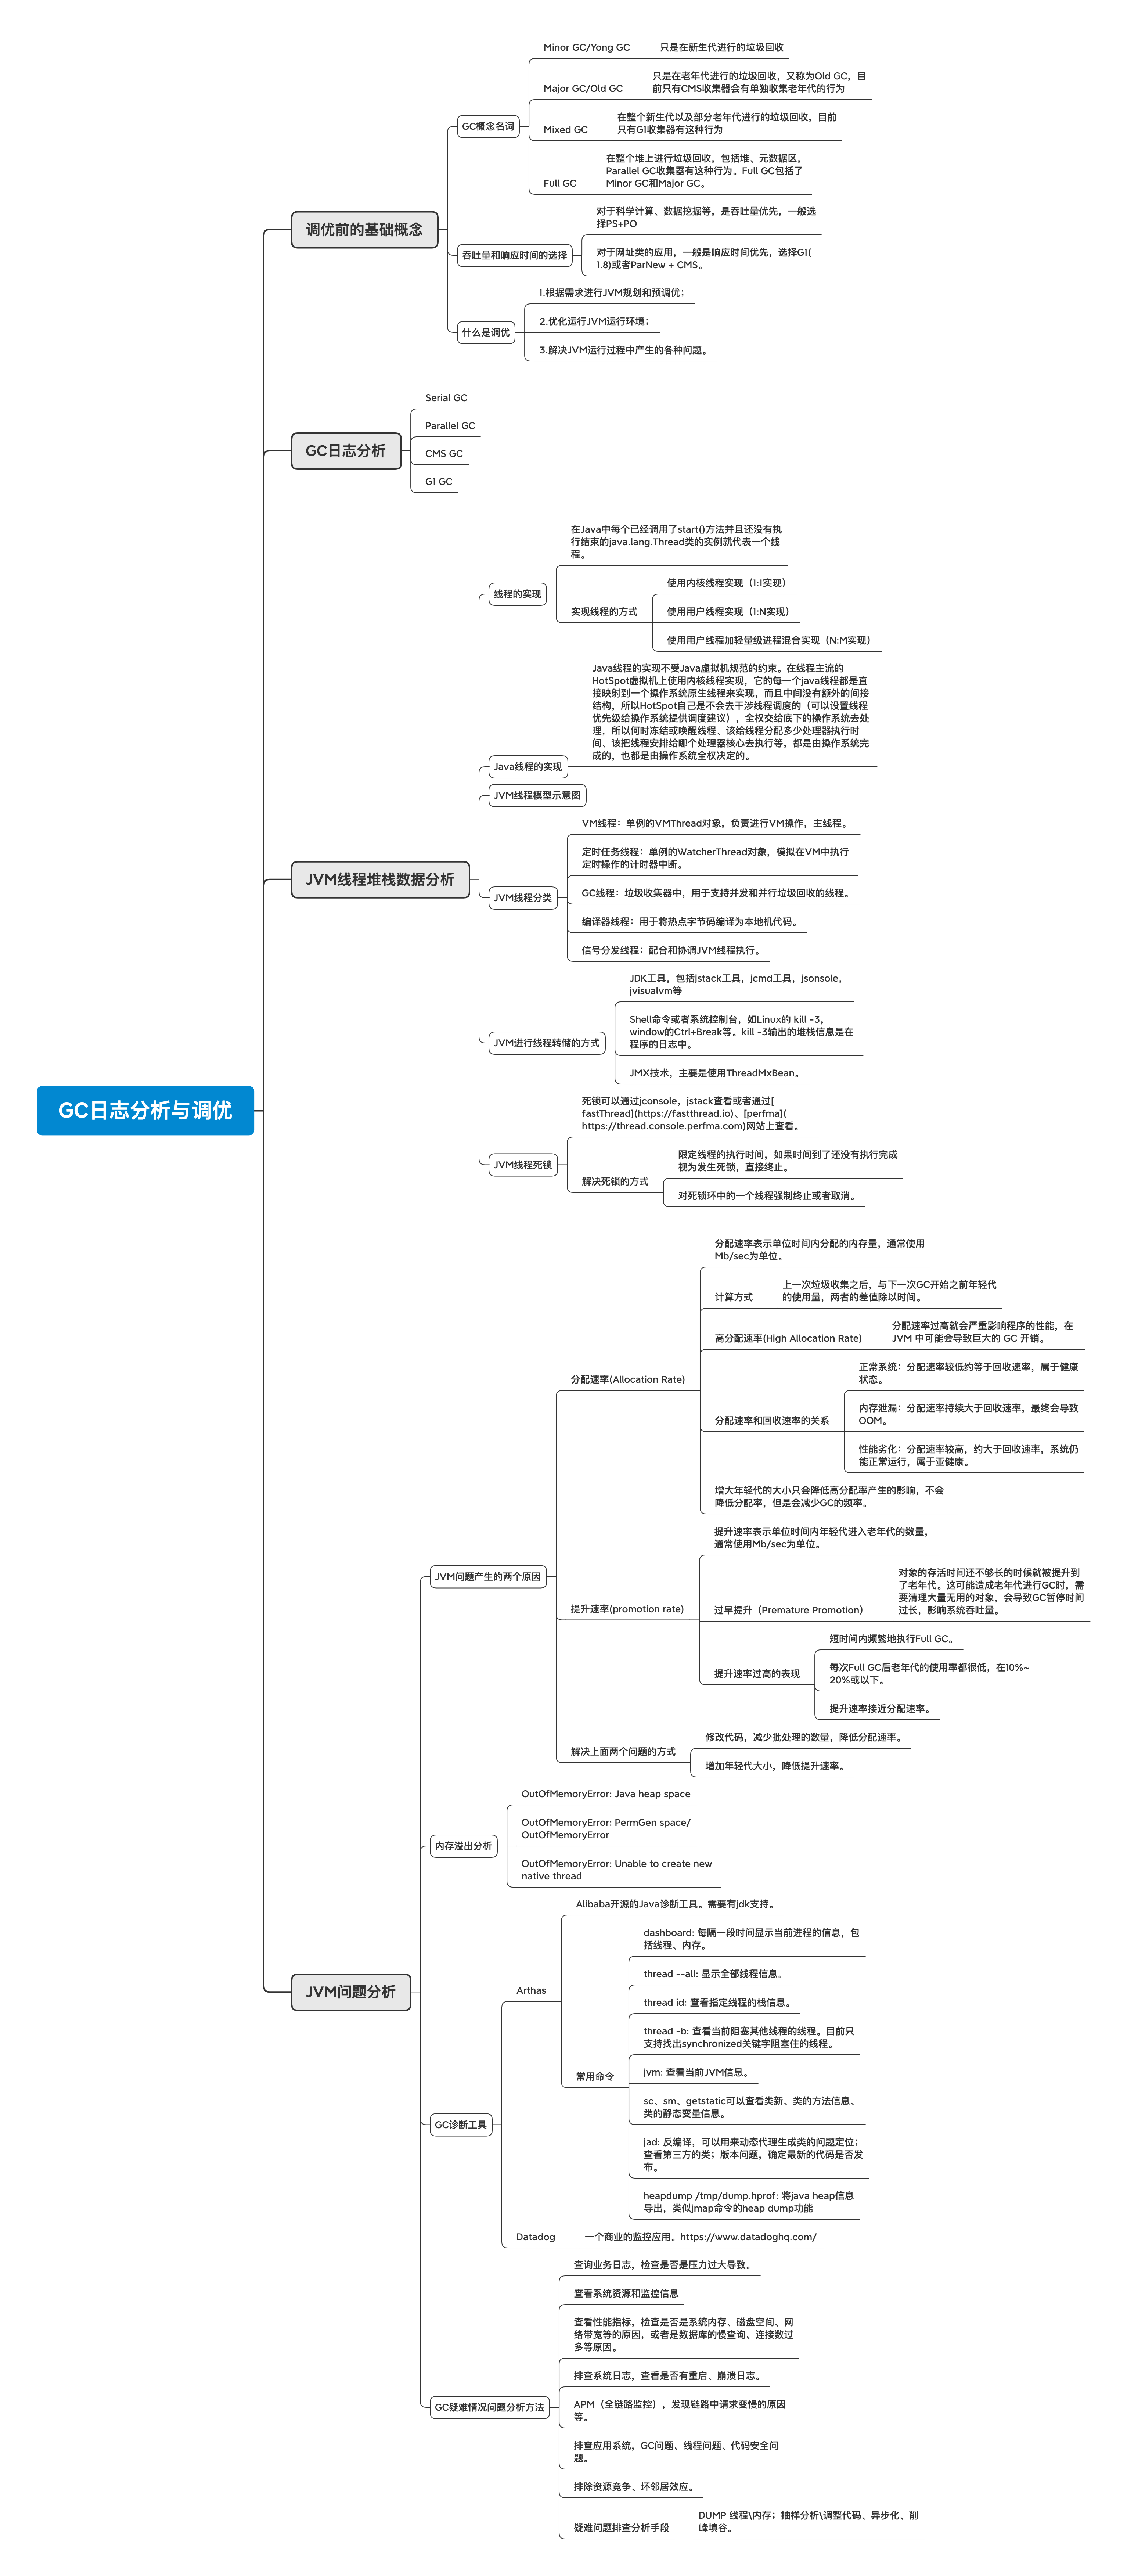 GC日志分析与调优
调优前的基础概念
GC概念名词
Minor GC/Yong GC
只是在新生代进行的垃圾回收
Major GC/Old GC
只是在老年代进行的垃圾回收，又称为Old GC，目
前只有CMS收集器会有单独收集老年代的行为
Mixed GC
在整个新生代以及部分老年代进行的垃圾回收，目前
只有G1收集器有这种行为
Full GC
在整个堆上进行垃圾回收，包括堆、元数据区，
Parallel GC收集器有这种行为。Full GC包括了
Minor GC和Major GC。
吞吐量和响应时间的选择
对于科学计算、数据挖掘等，是吞吐量优先，一般选
择PS+PO
对于网址类的应用，一般是响应时间优先，选择G1(
1.8)或者ParNew + CMS。
什么是调优
1.根据需求进行JVM规划和预调优；
2.优化运行JVM运行环境；
3.解决JVM运行过程中产生的各种问题。
GC日志分析
Serial GC
Parallel GC
CMS GC
G1 GC
JVM线程堆栈数据分析
线程的实现
在Java中每个已经调用了start()方法并且还没有执
行结束的java.lang.Thread类的实例就代表一个线
程。
实现线程的方式
使用内核线程实现（1:1实现）
使用用户线程实现（1:N实现）
使用用户线程加轻量级进程混合实现（N:M实现）
Java线程的实现
Java线程的实现不受Java虚拟机规范的约束。在线程主流的
HotSpot虚拟机上使用内核线程实现，它的每一个java线程都是直
接映射到一个操作系统原生线程来实现，而且中间没有额外的间接
结构，所以HotSpot自己是不会去干涉线程调度的（可以设置线程
优先级给操作系统提供调度建议），全权交给底下的操作系统去处
理，所以何时冻结或唤醒线程、该给线程分配多少处理器执行时
间、该把线程安排给哪个处理器核心去执行等，都是由操作系统完
成的，也都是由操作系统全权决定的。
JVM线程模型示意图
JVM线程分类
VM线程：单例的VMThread对象，负责进行VM操作，主线程。
定时任务线程：单例的WatcherThread对象，模拟在VM中执行
定时操作的计时器中断。
GC线程：垃圾收集器中，用于支持并发和并行垃圾回收的线程。
编译器线程：用于将热点字节码编译为本地机代码。
信号分发线程：配合和协调JVM线程执行。
JVM进行线程转储的方式
JDK工具，包括jstack工具，jcmd工具，jsonsole，
jvisualvm等
Shell命令或者系统控制台，如Linux的 kill -3，
window的Ctrl+Break等。kill -3输出的堆栈信息是在
程序的日志中。
JMX技术，主要是使用ThreadMxBean。
JVM线程死锁
死锁可以通过jconsole，jstack查看或者通过[
fastThread](https://fastthread.io)、[perfma](
https://thread.console.perfma.com)网站上查看。
解决死锁的方式
限定线程的执行时间，如果时间到了还没有执行完成
视为发生死锁，直接终止。
对死锁环中的一个线程强制终止或者取消。
JVM问题分析
JVM问题产生的两个原因
分配速率(Allocation Rate)
分配速率表示单位时间内分配的内存量，通常使用
Mb/sec为单位。
计算方式
上一次垃圾收集之后，与下一次GC开始之前年轻代
的使用量，两者的差值除以时间。
高分配速率(High Allocation Rate)
分配速率过高就会严重影响程序的性能，在
JVM 中可能会导致巨大的 GC 开销。
分配速率和回收速率的关系
正常系统：分配速率较低约等于回收速率，属于健康
状态。
内存泄漏：分配速率持续大于回收速率，最终会导致
OOM。
性能劣化：分配速率较高，约大于回收速率，系统仍
能正常运行，属于亚健康。
增大年轻代的大小只会降低高分配率产生的影响，不会
降低分配率，但是会减少GC的频率。
提升速率(promotion rate)
提升速率表示单位时间内年轻代进入老年代的数量，
通常使用Mb/sec为单位。
过早提升（Premature Promotion）
对象的存活时间还不够长的时候就被提升到
了老年代。这可能造成老年代进行GC时，需
要清理大量无用的对象，会导致GC暂停时间
过长，影响系统吞吐量。
提升速率过高的表现
短时间内频繁地执行Full GC。
每次Full GC后老年代的使用率都很低，在10%~
20%或以下。
提升速率接近分配速率。
解决上面两个问题的方式
修改代码，减少批处理的数量，降低分配速率。
增加年轻代大小，降低提升速率。
内存溢出分析
OutOfMemoryError: Java heap space
OutOfMemoryError: PermGen space/
OutOfMemoryError
OutOfMemoryError: Unable to create new
native thread
GC诊断工具
Arthas
Alibaba开源的Java诊断工具。需要有jdk支持。
常用命令
dashboard: 每隔一段时间显示当前进程的信息，包
括线程、内存。
thread --all: 显示全部线程信息。
thread id: 查看指定线程的栈信息。
thread -b: 查看当前阻塞其他线程的线程。目前只
支持找出synchronized关键字阻塞住的线程。
jvm: 查看当前JVM信息。
sc、sm、getstatic可以查看类新、类的方法信息、
类的静态变量信息。
jad: 反编译，可以用来动态代理生成类的问题定位；
查看第三方的类；版本问题，确定最新的代码是否发
布。
heapdump /tmp/dump.hprof: 将java heap信息
导出，类似jmap命令的heap dump功能
Datadog
一个商业的监控应用。https://www.datadoghq.com/
GC疑难情况问题分析方法
查询业务日志，检查是否是压力过大导致。
查看系统资源和监控信息
查看性能指标，检查是否是系统内存、磁盘空间、网
络带宽等的原因，或者是数据库的慢查询、连接数过
多等原因。
排查系统日志，查看是否有重启、崩溃日志。
APM（全链路监控），发现链路中请求变慢的原因
等。
排查应用系统，GC问题、线程问题、代码安全问
题。
排除资源竞争、坏邻居效应。
疑难问题排查分析手段
DUMP 线程\内存；抽样分析\调整代码、异步化、削
峰填谷。